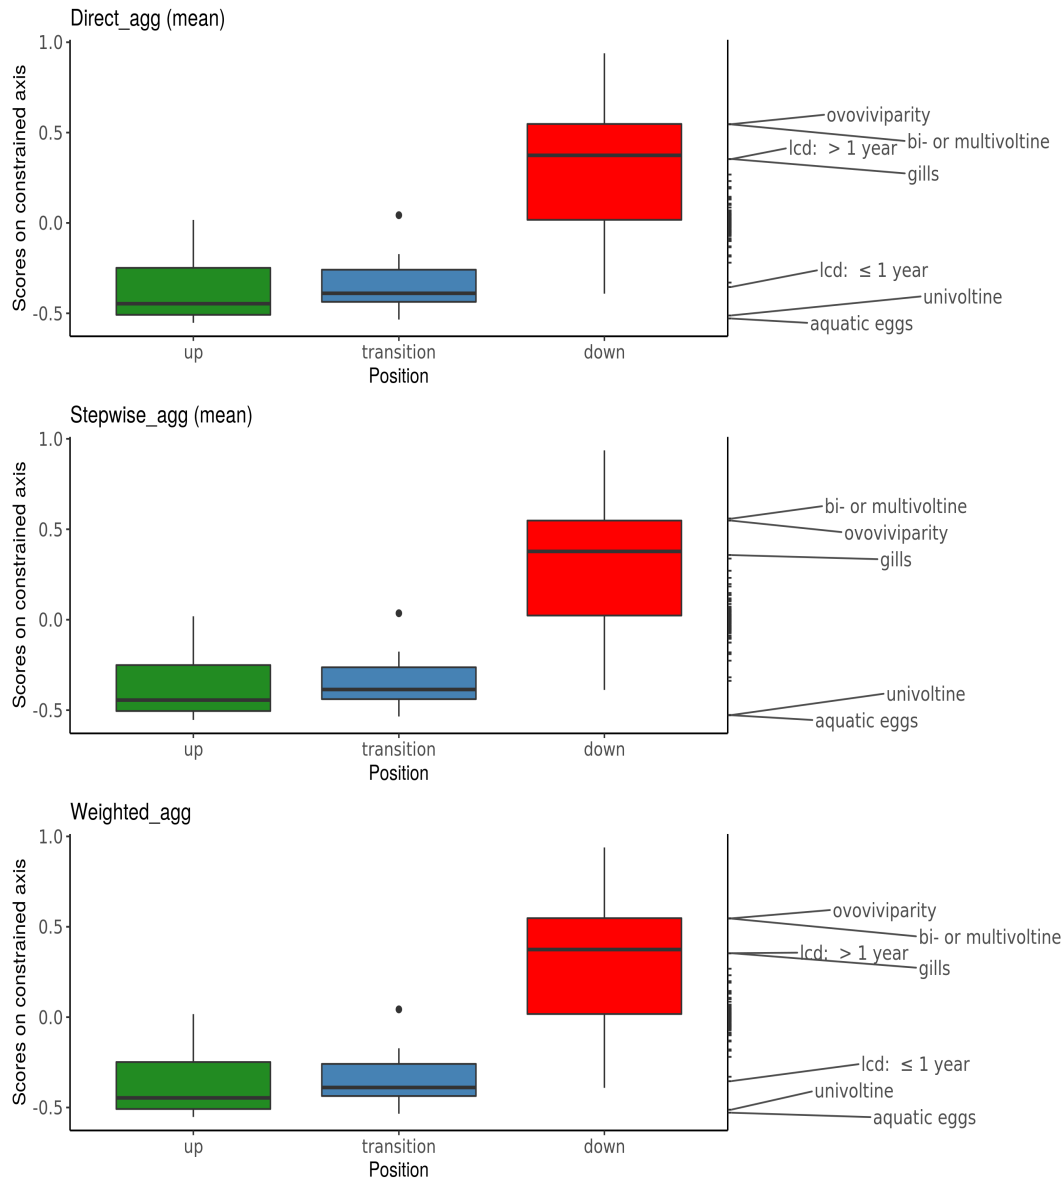 Direct_agg (mean)
Scores on constrained axis
1.0
0.5
0.0
-0.5
up
transition
down
Position
ovoviviparity
bi- or multivoltine
lcd:  > 1 year
gills
lcd:  ≤ 1 year
univoltine
aquatic eggs
Stepwise_agg (mean)
Scores on constrained axis
1.0
0.5
0.0
-0.5
up
transition
down
Position
bi- or multivoltine
ovoviviparity
gills
univoltine
aquatic eggs
Weighted_agg
Scores on constrained axis
1.0
0.5
0.0
-0.5
up
transition
down
Position
ovoviviparity
bi- or multivoltine
lcd:  > 1 year
gills
lcd:  ≤ 1 year
univoltine
aquatic eggs